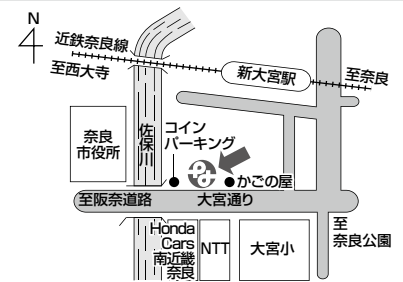 N
近鉄奈良線
至西大寺
新大宮駅
至奈良
奈良
市役所
佐保川
コイン
パーキング
かごの屋
至阪奈道路
大宮通り
至
奈良公園
Honda
Cars
南近畿
奈良
NTT
大宮小